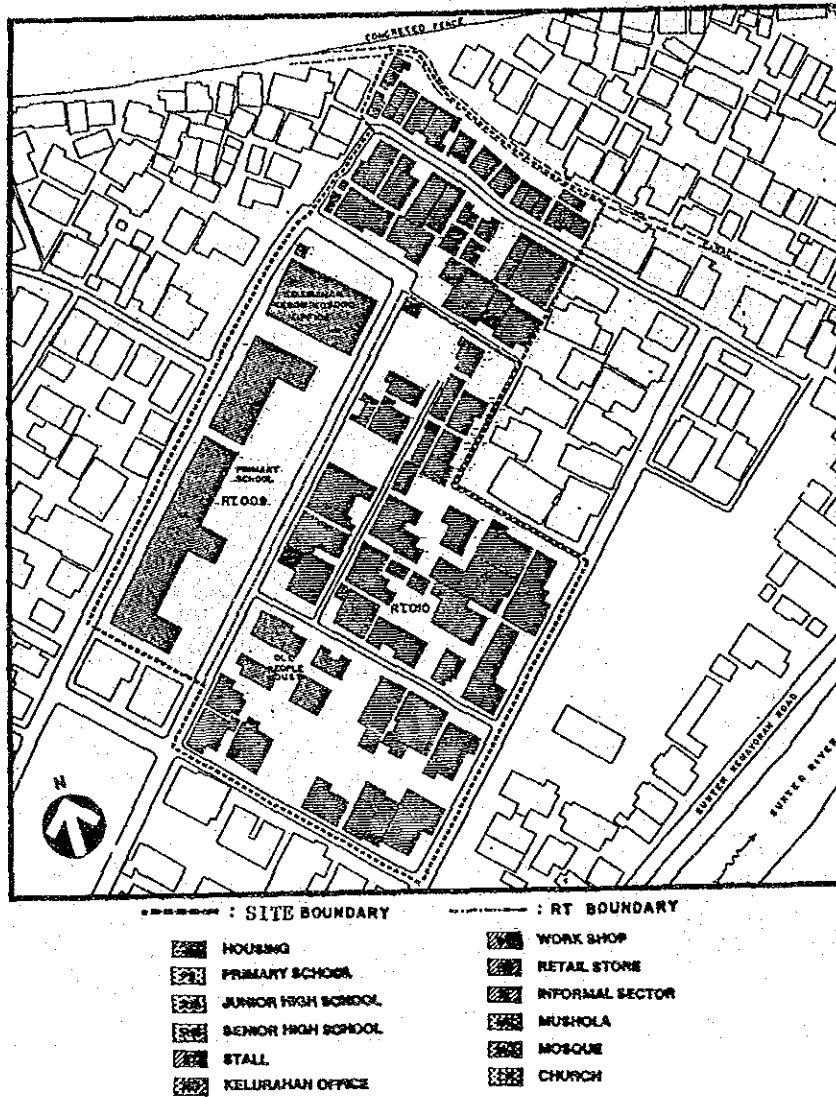 CONCRETED FENCE
KELURAHAN
OFFICE
PRIMARY
SCHOOL
RT.009
RT.010
OLD
PEOPLE
N
SUNTER KEMAYORAN ROAD
SUNTER RIVER
: SITE BOUNDARY
: RT BOUNDARY
HOUSING
PRIMARY SCHOOL
JUNIOR HIGH SCHOOL
SENIOR HIGH SCHOOL
STALL
KELURAHAN OFFICE
WORK SHOP
RETAIL STORE
INFORMAL SECTOR
MUSHOLA
MOSQUE
CHURCH